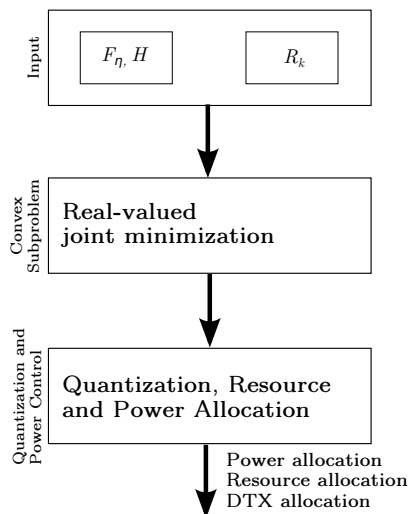 Input
F_η, H
R_k
Convex
Subproblem
Real-valued
joint minimization
Quantization and
Power Control
Quantization, Resource
and Power Allocation
Power allocation
Resource allocation
DTX allocation